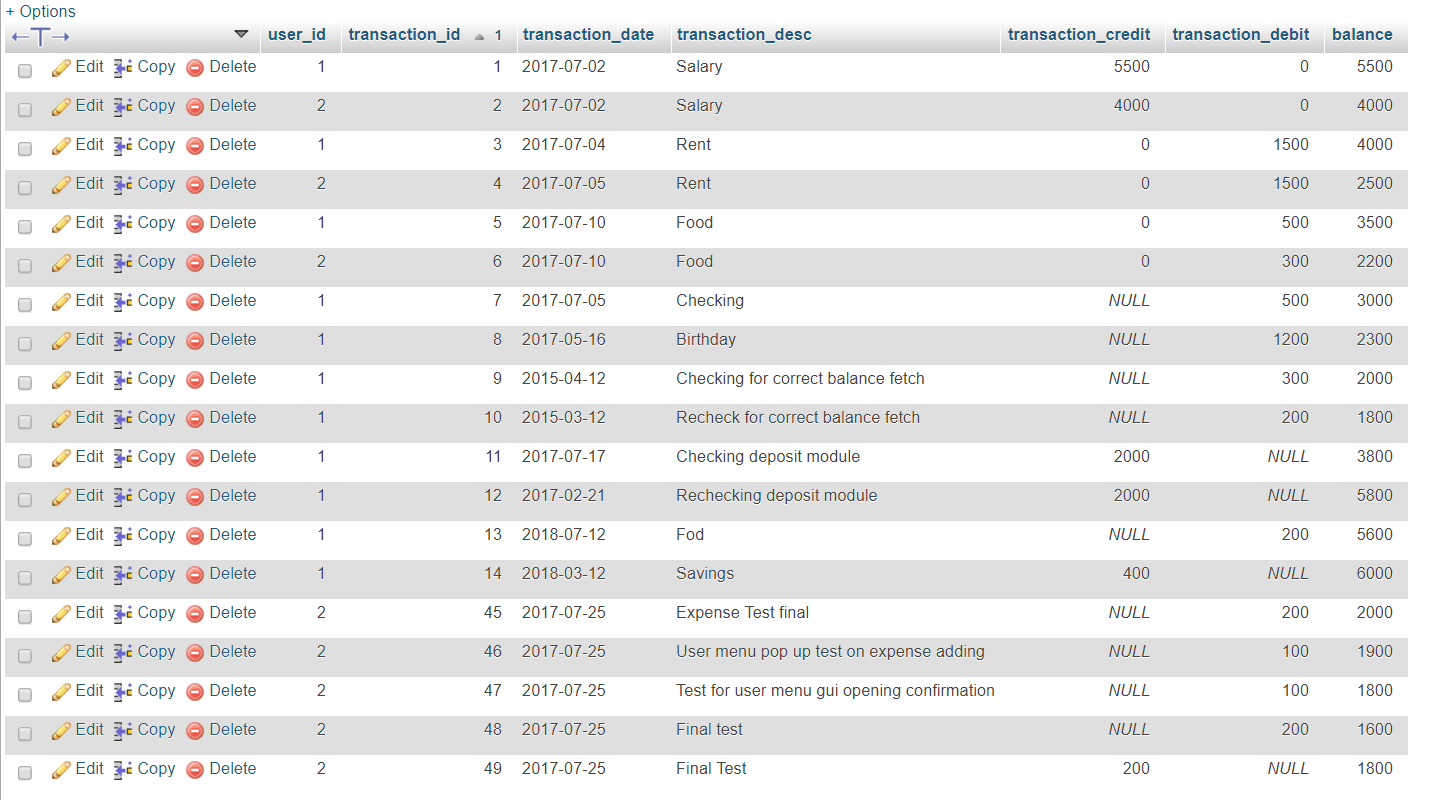 + Options
←T→ user_id transaction_id 1 transaction_date transaction_desc transaction_credit transaction_debit balance
Edit Copy Delete 1 1 2017-07-02 Salary 5500 0 5500
Edit Copy Delete 2 2 2017-07-02 Salary 4000 0 4000
Edit Copy Delete 1 3 2017-07-04 Rent 0 1500 4000
Edit Copy Delete 2 4 2017-07-05 Rent 0 1500 2500
Edit Copy Delete 1 5 2017-07-10 Food 0 500 3500
Edit Copy Delete 2 6 2017-07-10 Food 0 300 2200
Edit Copy Delete 1 7 2017-07-05 Checking NULL 500 3000
Edit Copy Delete 1 8 2017-05-16 Birthday NULL 1200 2300
Edit Copy Delete 1 9 2015-04-12 Checking for correct balance fetch NULL 300 2000
Edit Copy Delete 1 10 2015-03-12 Recheck for correct balance fetch NULL 200 1800
Edit Copy Delete 1 11 2017-07-17 Checking deposit module 2000 NULL 3800
Edit Copy Delete 1 12 2017-02-21 Rechecking deposit module 2000 NULL 5800
Edit Copy Delete 1 13 2018-07-12 Fod NULL 200 5600
Edit Copy Delete 1 14 2018-03-12 Savings 400 NULL 6000
Edit Copy Delete 2 45 2017-07-25 Expense Test final NULL 200 2000
Edit Copy Delete 2 46 2017-07-25 User menu pop up test on expense adding NULL 100 1900
Edit Copy Delete 2 47 2017-07-25 Test for user menu gui opening confirmation NULL 100 1800
Edit Copy Delete 2 48 2017-07-25 Final test NULL 200 1600
Edit Copy Delete 2 49 2017-07-25 Final Test 200 NULL 1800